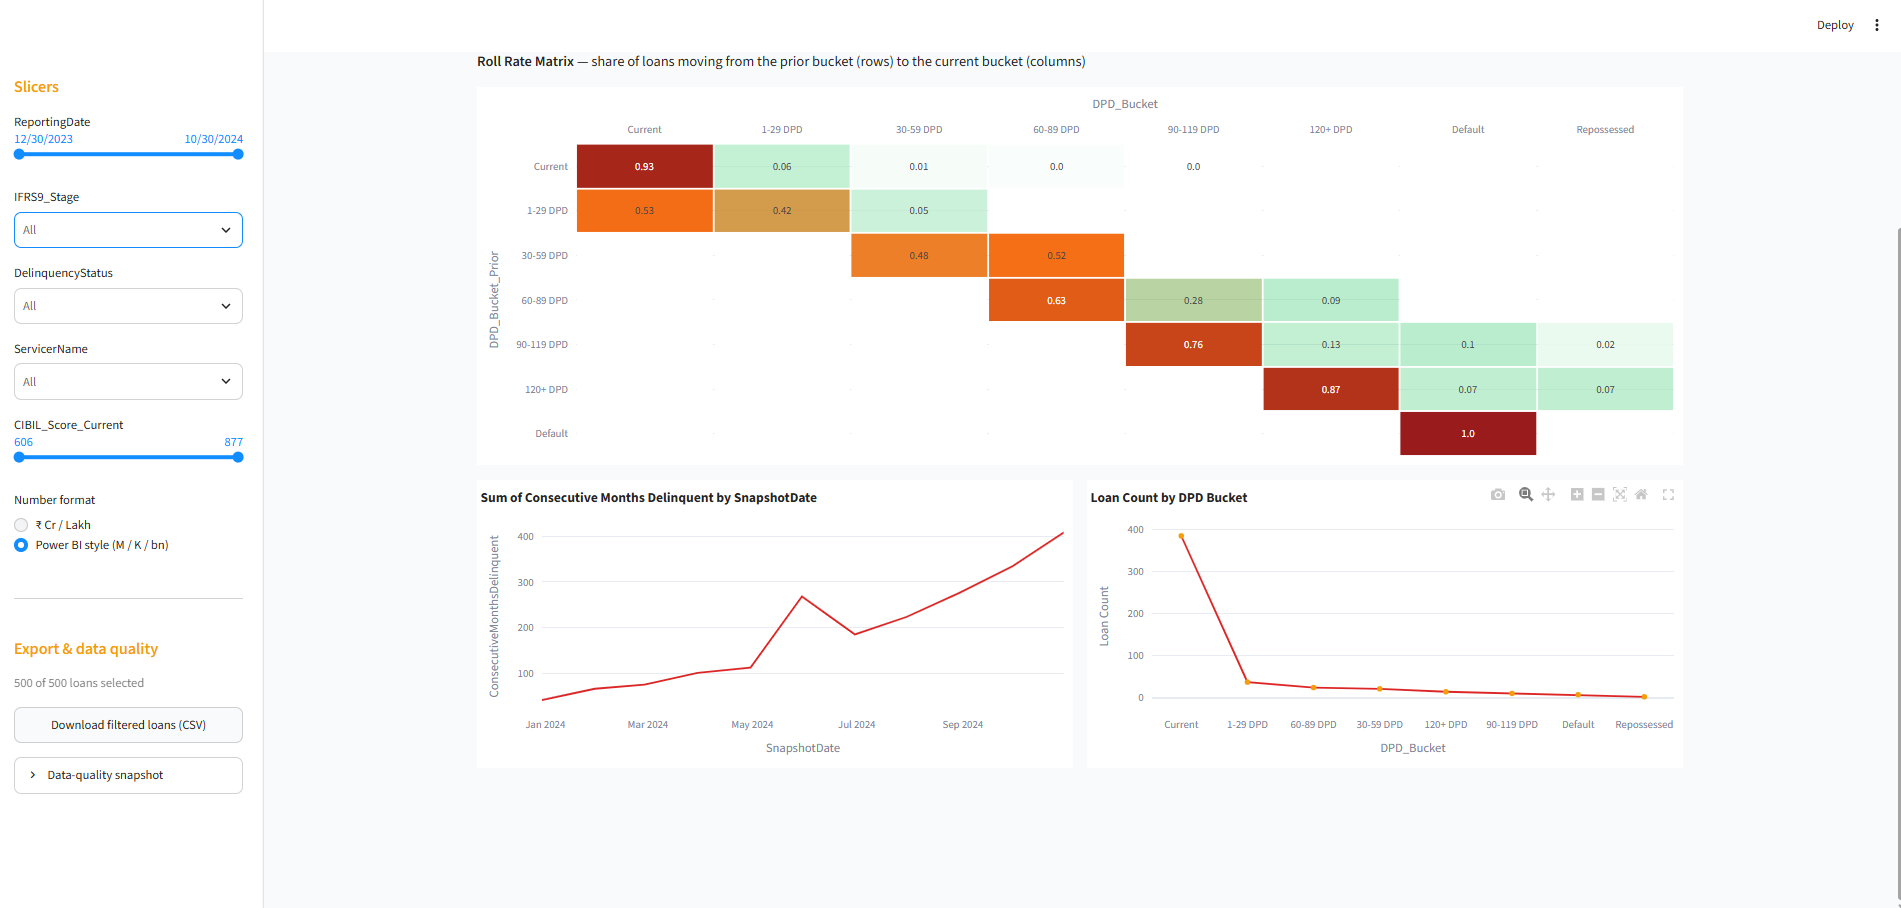 Deploy
Slicers
ReportingDate
12/30/2023 10/30/2024
IFRS9_Stage
All
DelinquencyStatus
All
ServicerName
All
CIBIL_Score_Current
606 877
Number format
₹ Cr / Lakh
Power BI style (M / K / bn)
Export & data quality
500 of 500 loans selected
Download filtered loans (CSV)
Data-quality snapshot
Roll Rate Matrix — share of loans moving from the prior bucket (rows) to the current bucket (columns)
DPD_Bucket
Current 1-29 DPD 30-59 DPD 60-89 DPD 90-119 DPD 120+ DPD Default Repossessed
DPD_Bucket_Prior
Current 0.93 0.06 0.01 0.0 0.0
1-29 DPD 0.53 0.42 0.05
30-59 DPD 0.48 0.52
60-89 DPD 0.63 0.28 0.09
90-119 DPD 0.76 0.13 0.1 0.02
120+ DPD 0.87 0.07 0.07
Default 1.0
Sum of Consecutive Months Delinquent by SnapshotDate
ConsecutiveMonthsDelinquent
400
300
200
100
Jan 2024 Mar 2024 May 2024 Jul 2024 Sep 2024
SnapshotDate
Loan Count by DPD Bucket
Loan Count
400
300
200
100
0
Current 1-29 DPD 60-89 DPD 30-59 DPD 120+ DPD 90-119 DPD Default Repossessed
DPD_Bucket